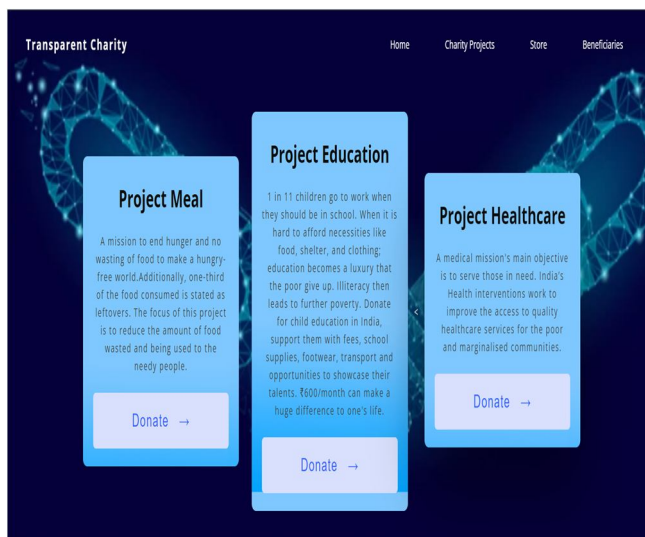 Transparent Charity
Home
Charity Projects
Store
Beneficiaries
Project Meal
A mission to end hunger and no
wasting of food to make a hungry-
free world.Additionally, one-third
of the food consumed is stated as
leftovers. The focus of this project
is to reduce the amount of food
wasted and being used to the
needy people.
Donate →
Project Education
1 in 11 children go to work when
they should be in school. When it is
hard to afford necessities like
food, shelter, and clothing;
education becomes a luxury that
the poor give up. Illiteracy then
leads to further poverty. Donate
for child education in India,
support them with fees, school
supplies, footwear, transport and
opportunities to showcase their
talents. ₹600/month can make a
huge difference to one's life.
Donate →
Project Healthcare
A medical mission's main objective
is to serve those in need. India's
Health interventions work to
improve the access to quality
healthcare services for the poor
and marginalised communities.
Donate →